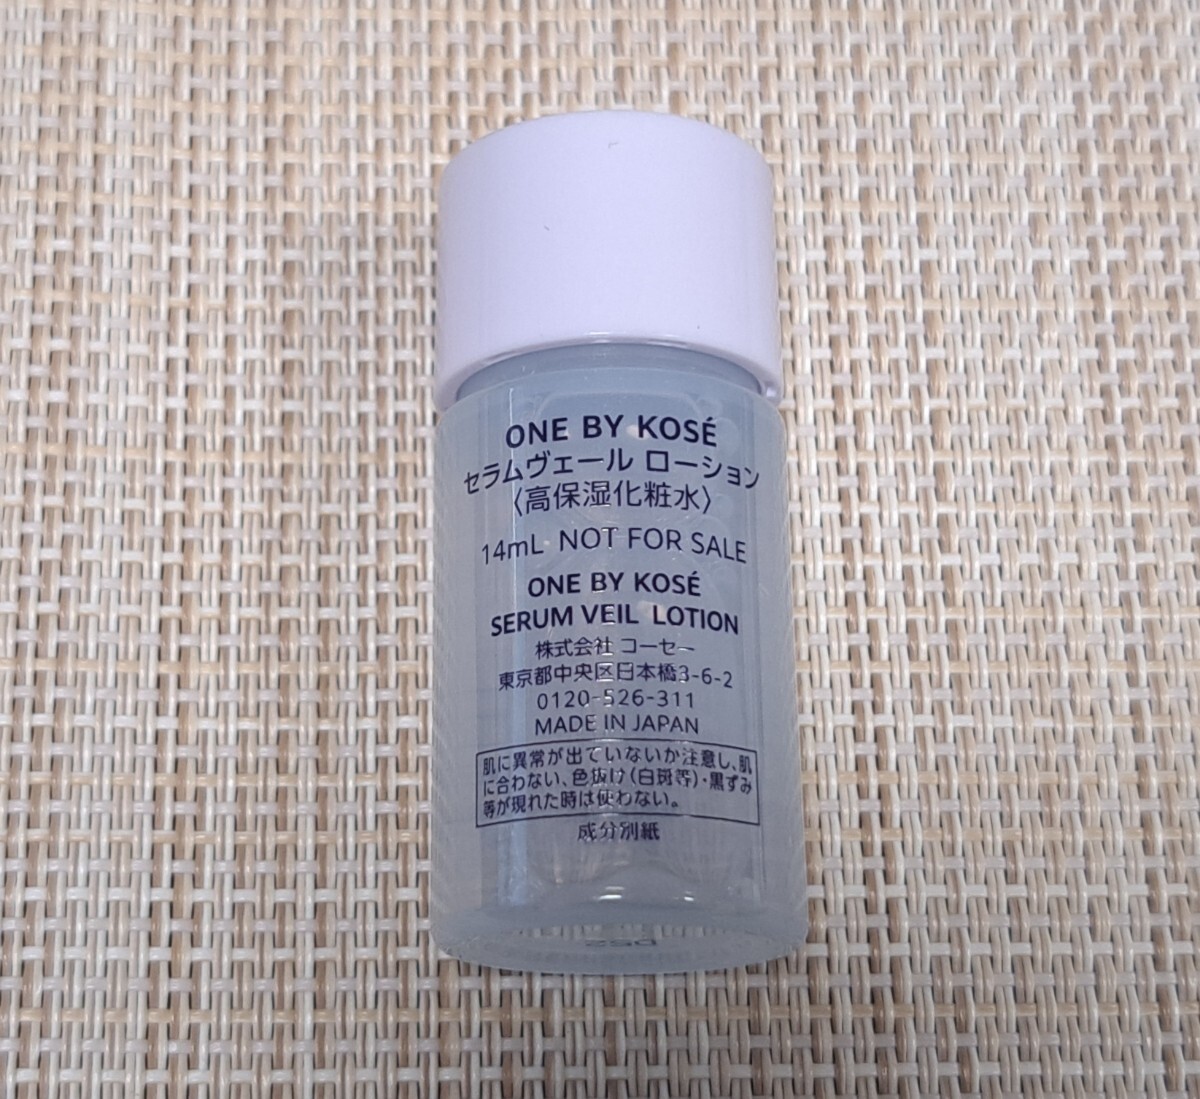 ONE BY KOSÉ
セラムヴェール ローション
〈高保湿化粧水〉
14mL NOT FOR SALE
ONE BY KOSÉ
SERUM VEIL LOTION
株式会社 コーセー
東京都中央区日本橋3-6-2
0120-526-311
MADE IN JAPAN
肌に異常が出ていないか注意し、肌
に合わない、色抜け(白斑等)・黒ずみ
等が現れた時は使わない。
成分別紙